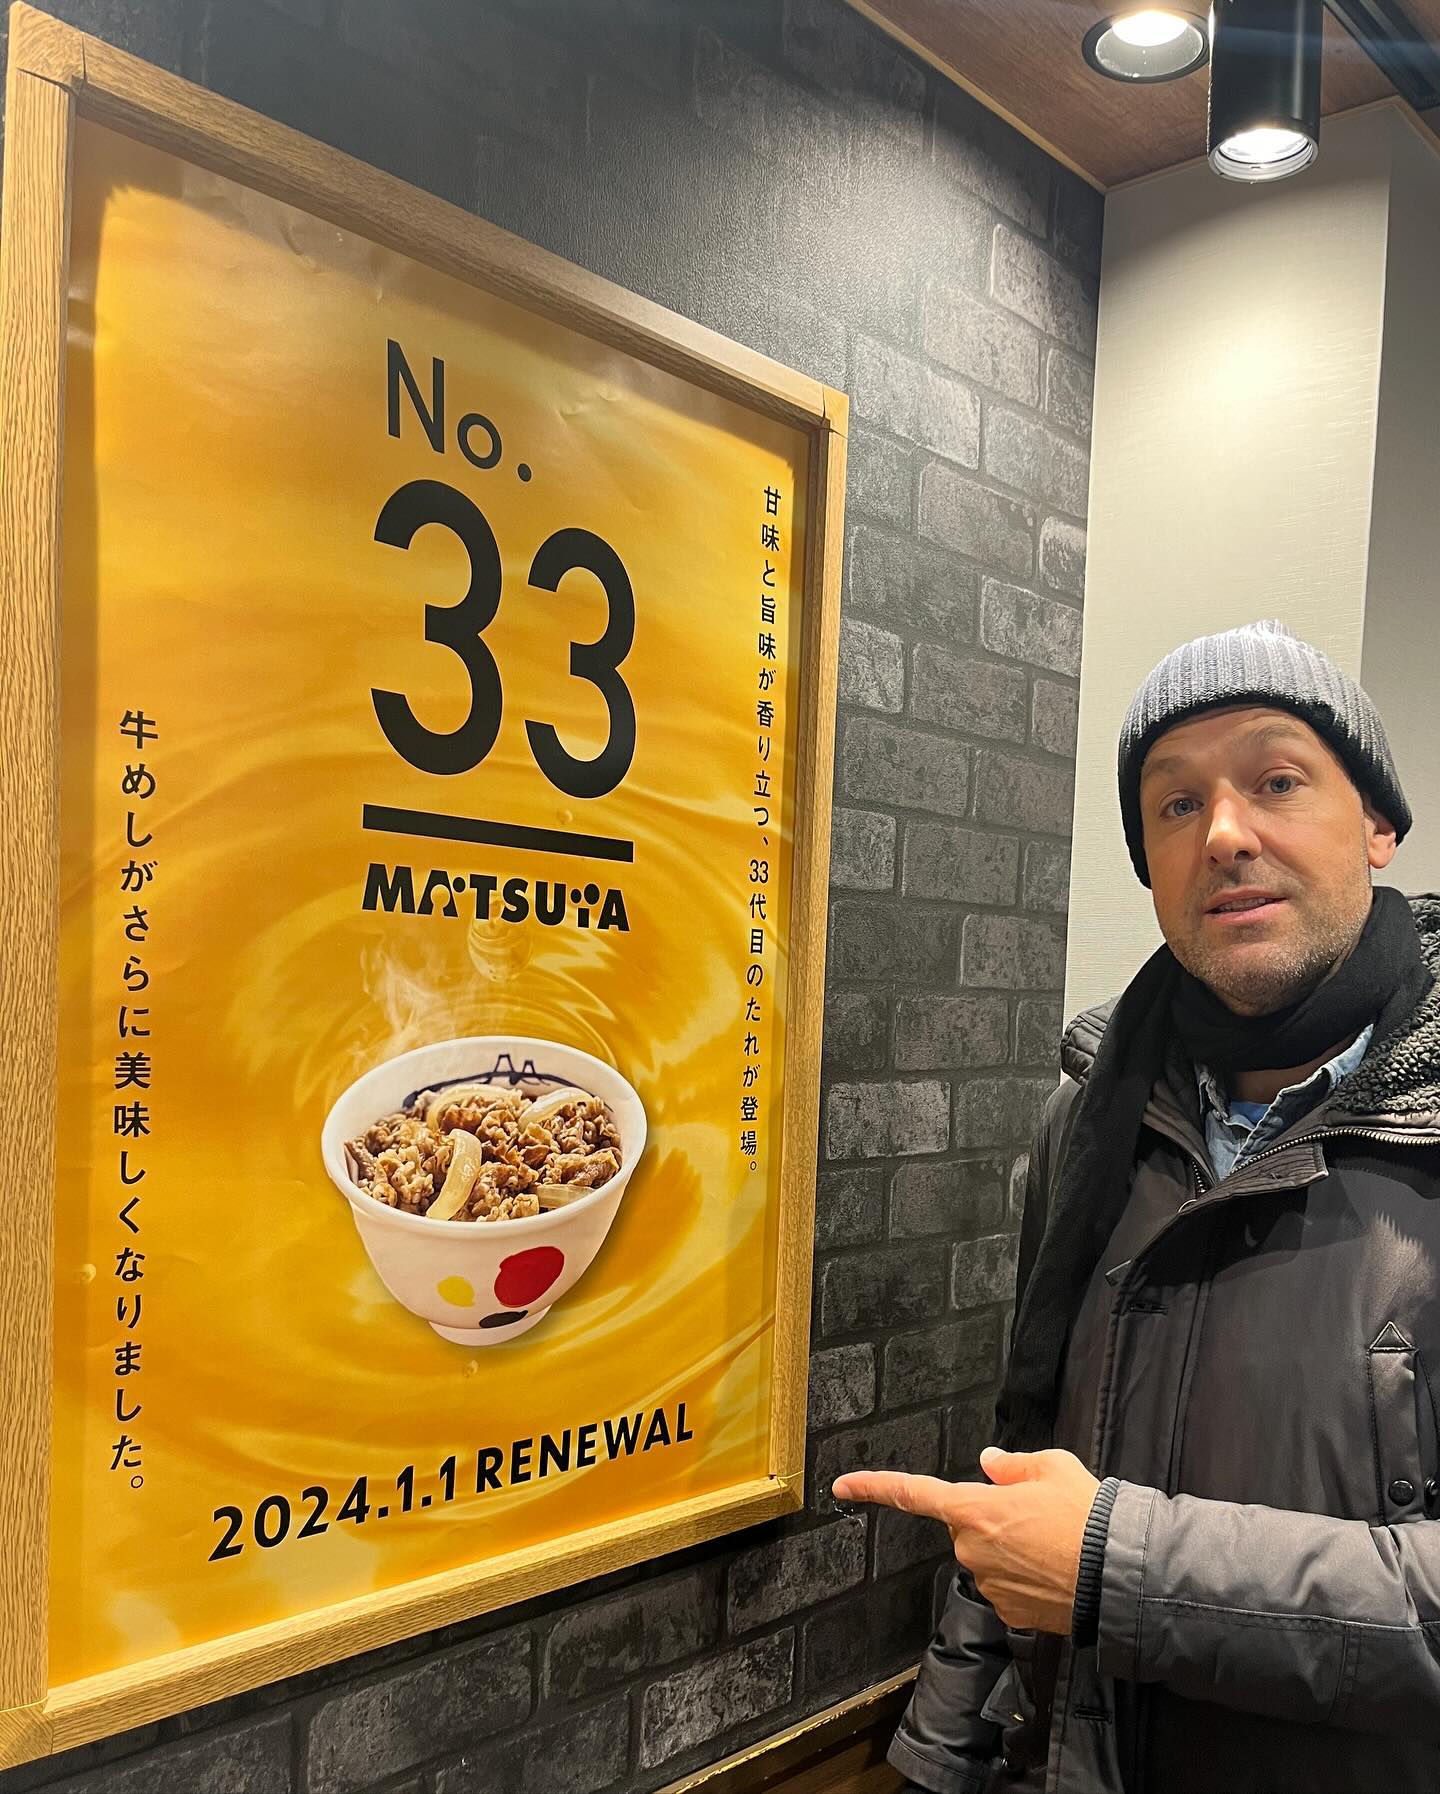 No.
33
MATSUYA
甘味と旨味が香り立つ、33代目のたれが登場。
牛めしがさらに美味しくなりました。
2024.1.1 RENEWAL